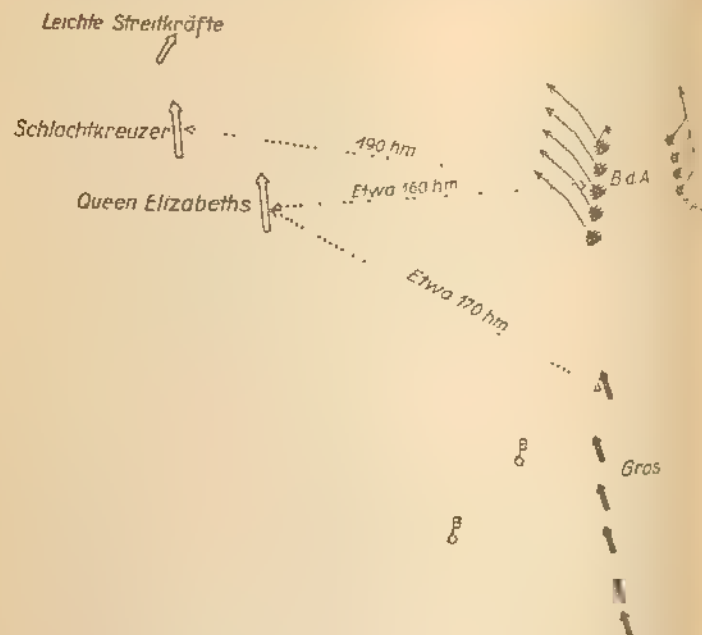 Leichte Streitkräfte
Schlachtkreuzer
190 hm
Etwa 160 hm
B.d.A
Queen Elizabeths
Etwa 170 hm
Gros